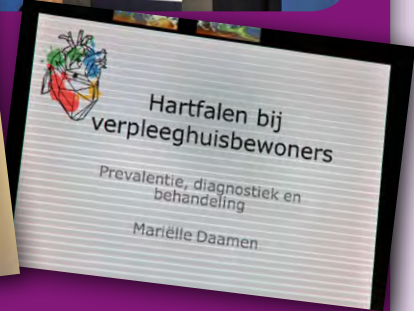 Hartfalen bij
verpleeghuisbewoners
Prevalentie, diagnostiek en
behandeling
Mariëlle Daamen